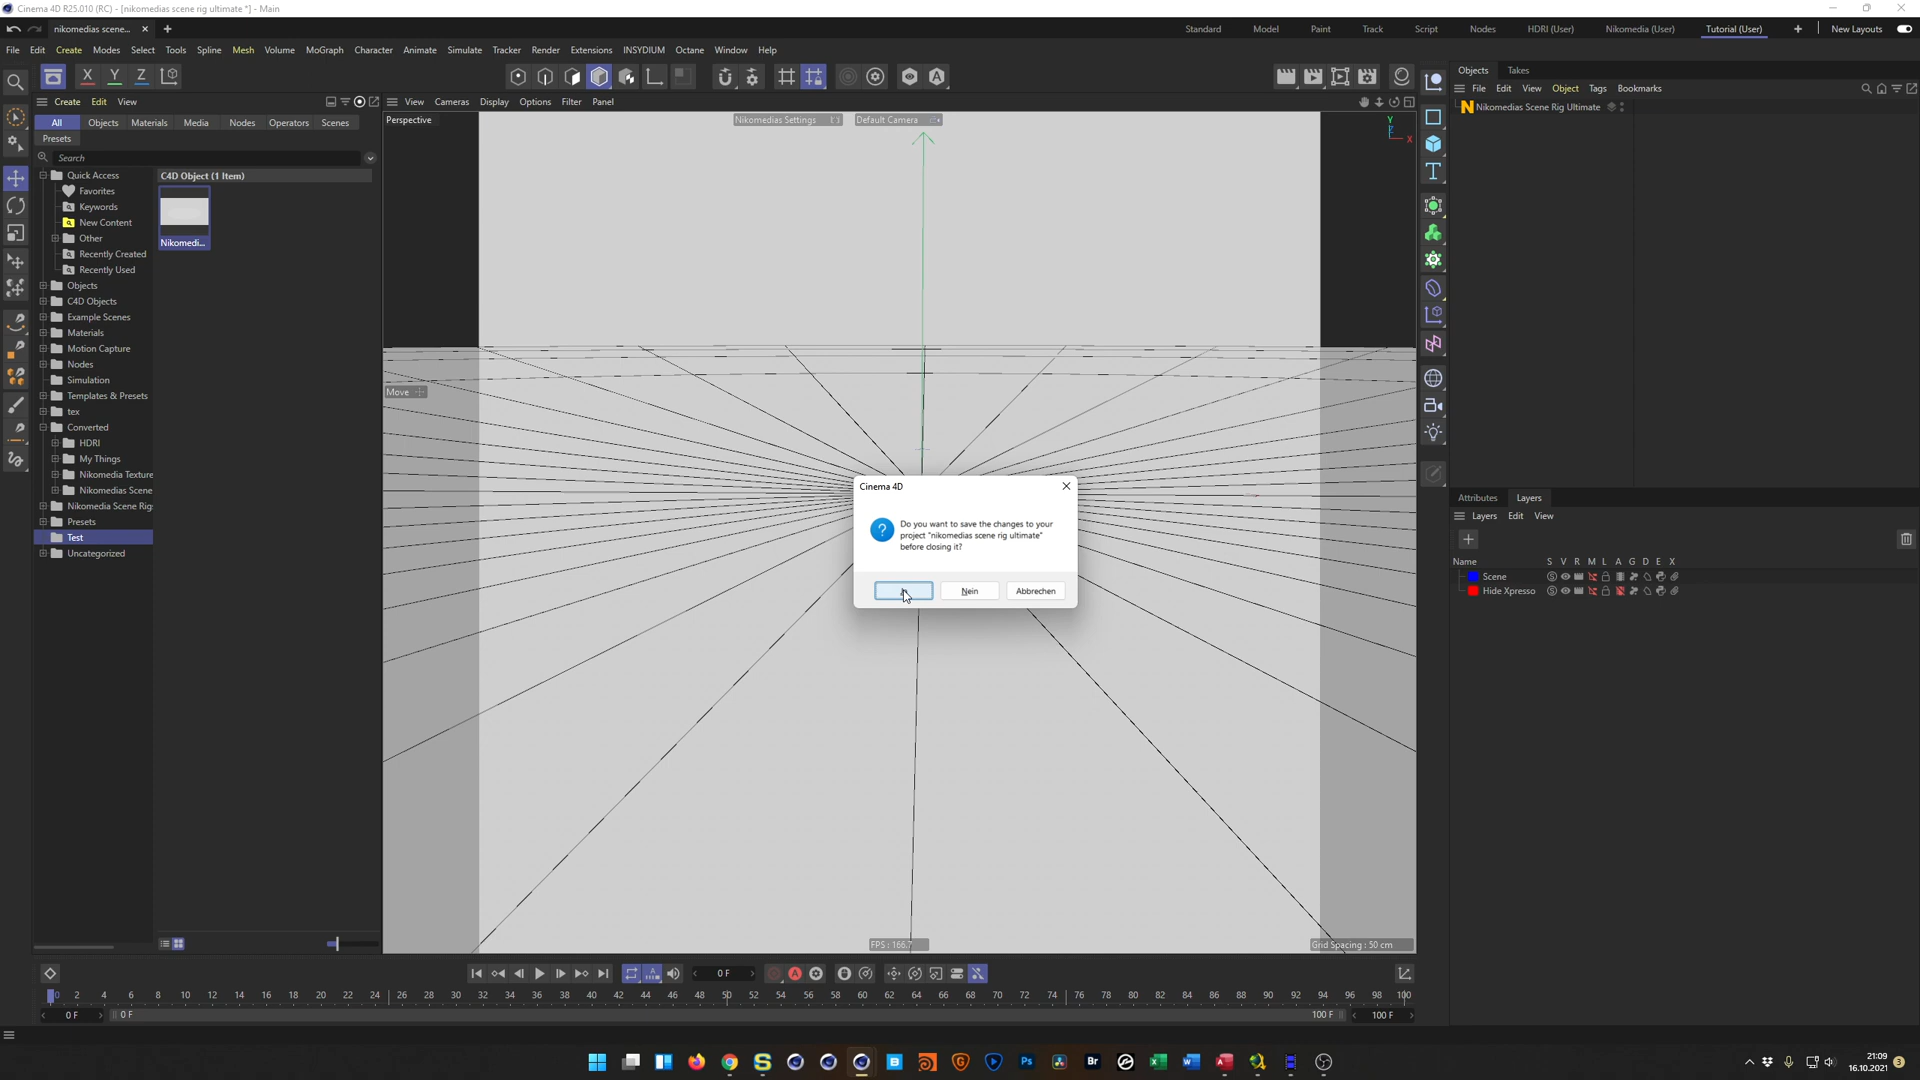 Cinema 4D R25.010 (RC) - [nikomedias scene rig ultimate *] - Main
nikomedias scene...
Standard Model Paint Track Script Nodes HDRI (User) Nikomedia (User) Tutorial (User) New Layouts
File Edit Create Modes Select Tools Spline Mesh Volume MoGraph Character Animate Simulate Tracker Render Extensions INSYDIUM Octane Window Help
X Y Z
Objects Takes
File Edit View Object Tags Bookmarks
Nikomedias Scene Rig Ultimate
Create Edit View
View Cameras Display Options Filter Panel
All Objects Materials Media Nodes Operators Scenes
Presets
Search
Perspective
Nikomedias Settings
Default Camera
Y
Z
X
Quick Access
Favorites
Keywords
New Content
Other
Recently Created
Recently Used
Objects
C4D Objects
Example Scenes
Materials
Motion Capture
Nodes
Simulation
Templates & Presets
tex
Converted
HDRI
My Things
Nikomedia Texture
Nikomedias Scene
Nikomedia Scene Rig
Presets
Test
Uncategorized
C4D Object (1 Item)
Nikomedi...
Move
Cinema 4D
Do you want to save the changes to your
project "nikomedias scene rig ultimate"
before closing it?
Nein Abbrechen
FPS : 166.7
Grid Spacing : 50 cm
Attributes Layers
Layers Edit View
Name S V R M L A G D E X
Scene
Hide Xpresso
0 F
0 2 4 6 8 10 12 14 16 18 20 22 24 26 28 30 32 34 36 38 40 42 44 46 48 50 52 54 56 58 60 62 64 66 68 70 72 74 76 78 80 82 84 86 88 90 92 94 96 98 100
0 F 0 F 100 F 100 F
21:09
16.10.2021
3